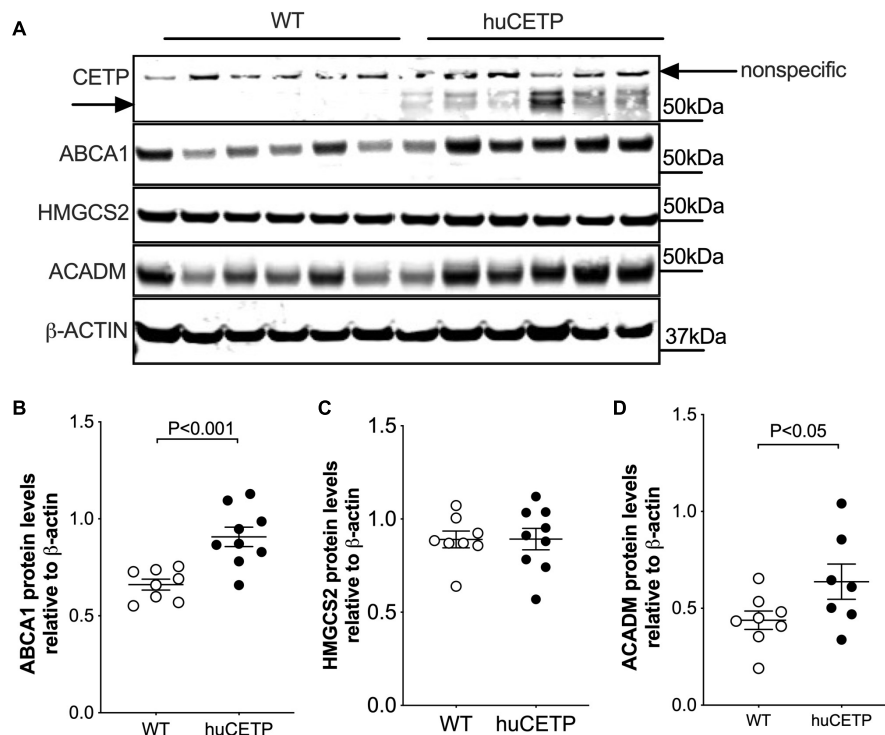 A
WT huCETP
CETP
nonspecific
50kDa
ABCA1
50kDa
HMGCS2
50kDa
ACADM
50kDa
β-ACTIN
37kDa
B
ABCA1 protein levels
relative to β-actin
1.5
1.0
0.5
0.0
P<0.001
WT huCETP
C
HMGCS2 protein levels
relative to β-actin
1.5
1.0
0.5
0.0
WT huCETP
D
ACADM protein levels
relative to β-actin
1.5
1.0
0.5
0.0
P<0.05
WT huCETP